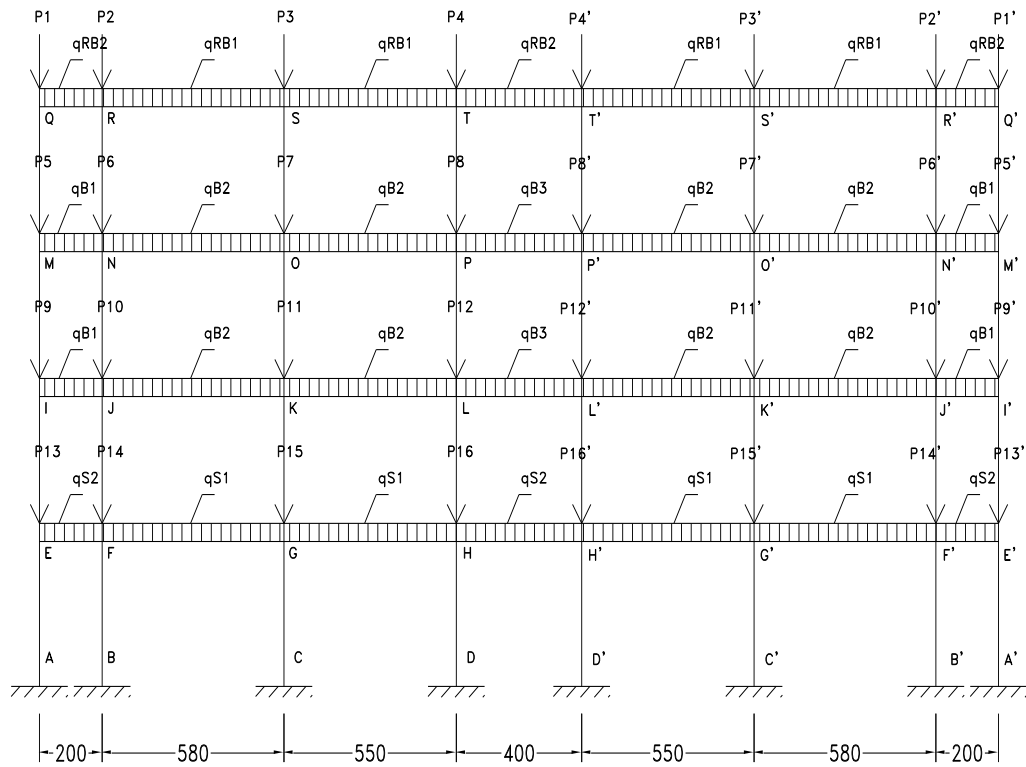 P1 P2 P3 P4 P4' P3' P2' P1'
qRB2 qRB1 qRB1 qRB2 qRB1 qRB1 qRB2
Q R S T T' S' R' Q'
P5 P6 P7 P8 P8' P7' P6' P5'
qB1 qB2 qB2 qB3 qB2 qB2 qB1
M N O P P' O' N' M'
P9 P10 P11 P12 P12' P11' P10' P9'
qB1 qB2 qB2 qB3 qB2 qB2 qB1
I J K L L' K' J' I'
P13 P14 P15 P16 P16' P15' P14' P13'
qS2 qS1 qS1 qS2 qS1 qS1 qS2
E F G H H' G' F' E'
A B C D D' C' B' A'
200 580 550 400 550 580 200